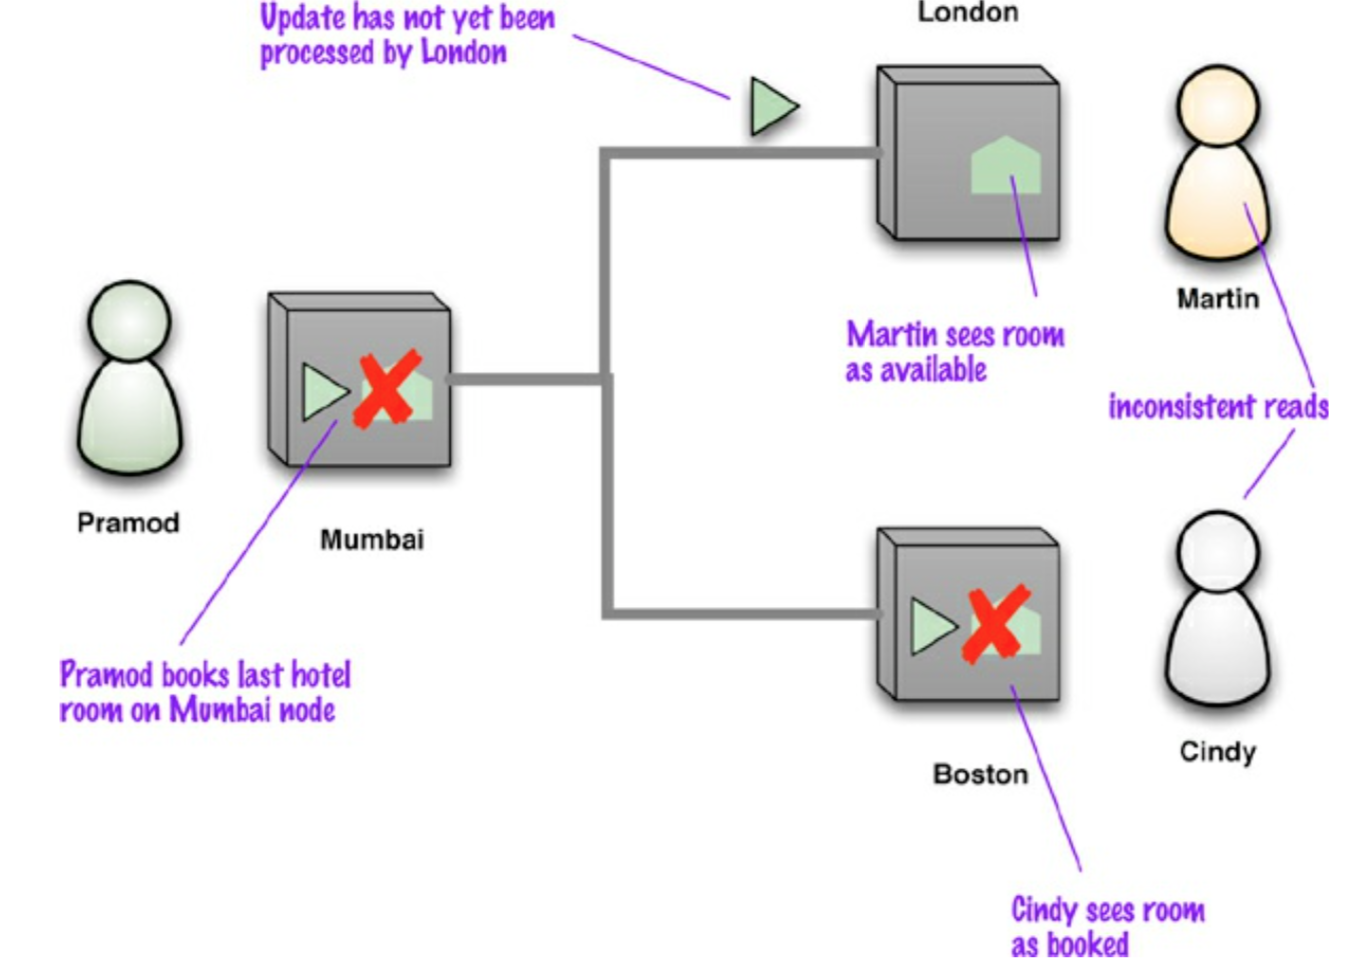 Update has not yet been
processed by London
London
Martin
Martin sees room
as available
inconsistent reads
Pramod
Mumbai
Pramod books last hotel
room on Mumbai node
Boston
Cindy
Cindy sees room
as booked